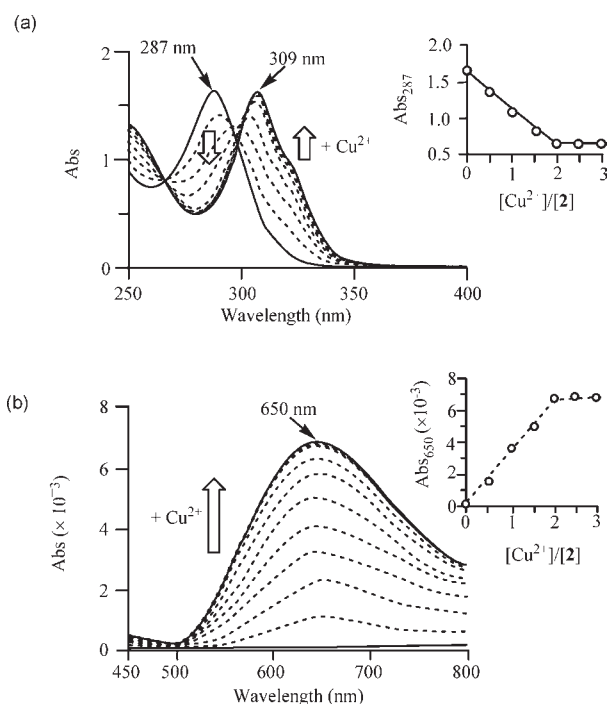 (a)
287 nm
309 nm
2
1
0
Abs
+ Cu²⁺
250
300
350
400
Wavelength (nm)
2.0
1.5
1.0
0.5
Abs₂₈₇
0
1
2
3
[Cu²⁺]/[2]
(b)
650 nm
8
6
4
2
0
Abs (× 10⁻³)
+ Cu²⁺
450
500
600
700
800
Wavelength (nm)
8
6
4
2
0
Abs₆₅₀ (×10⁻³)
0
1
2
3
[Cu²⁺]/[2]